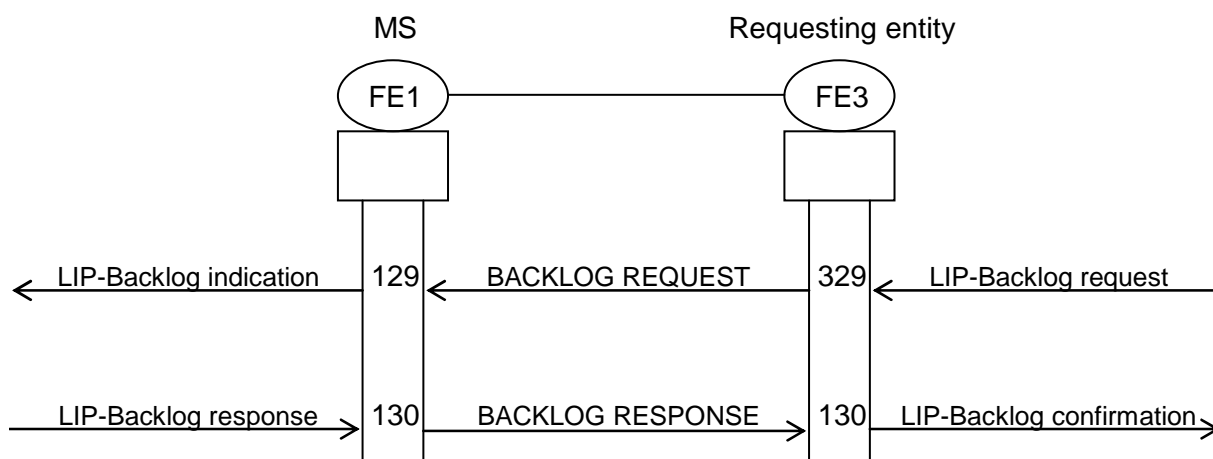 MS Requesting entity
FE1 FE3
LIP-Backlog indication 129 BACKLOG REQUEST 329 LIP-Backlog request
LIP-Backlog response 130 BACKLOG RESPONSE 130 LIP-Backlog confirmation